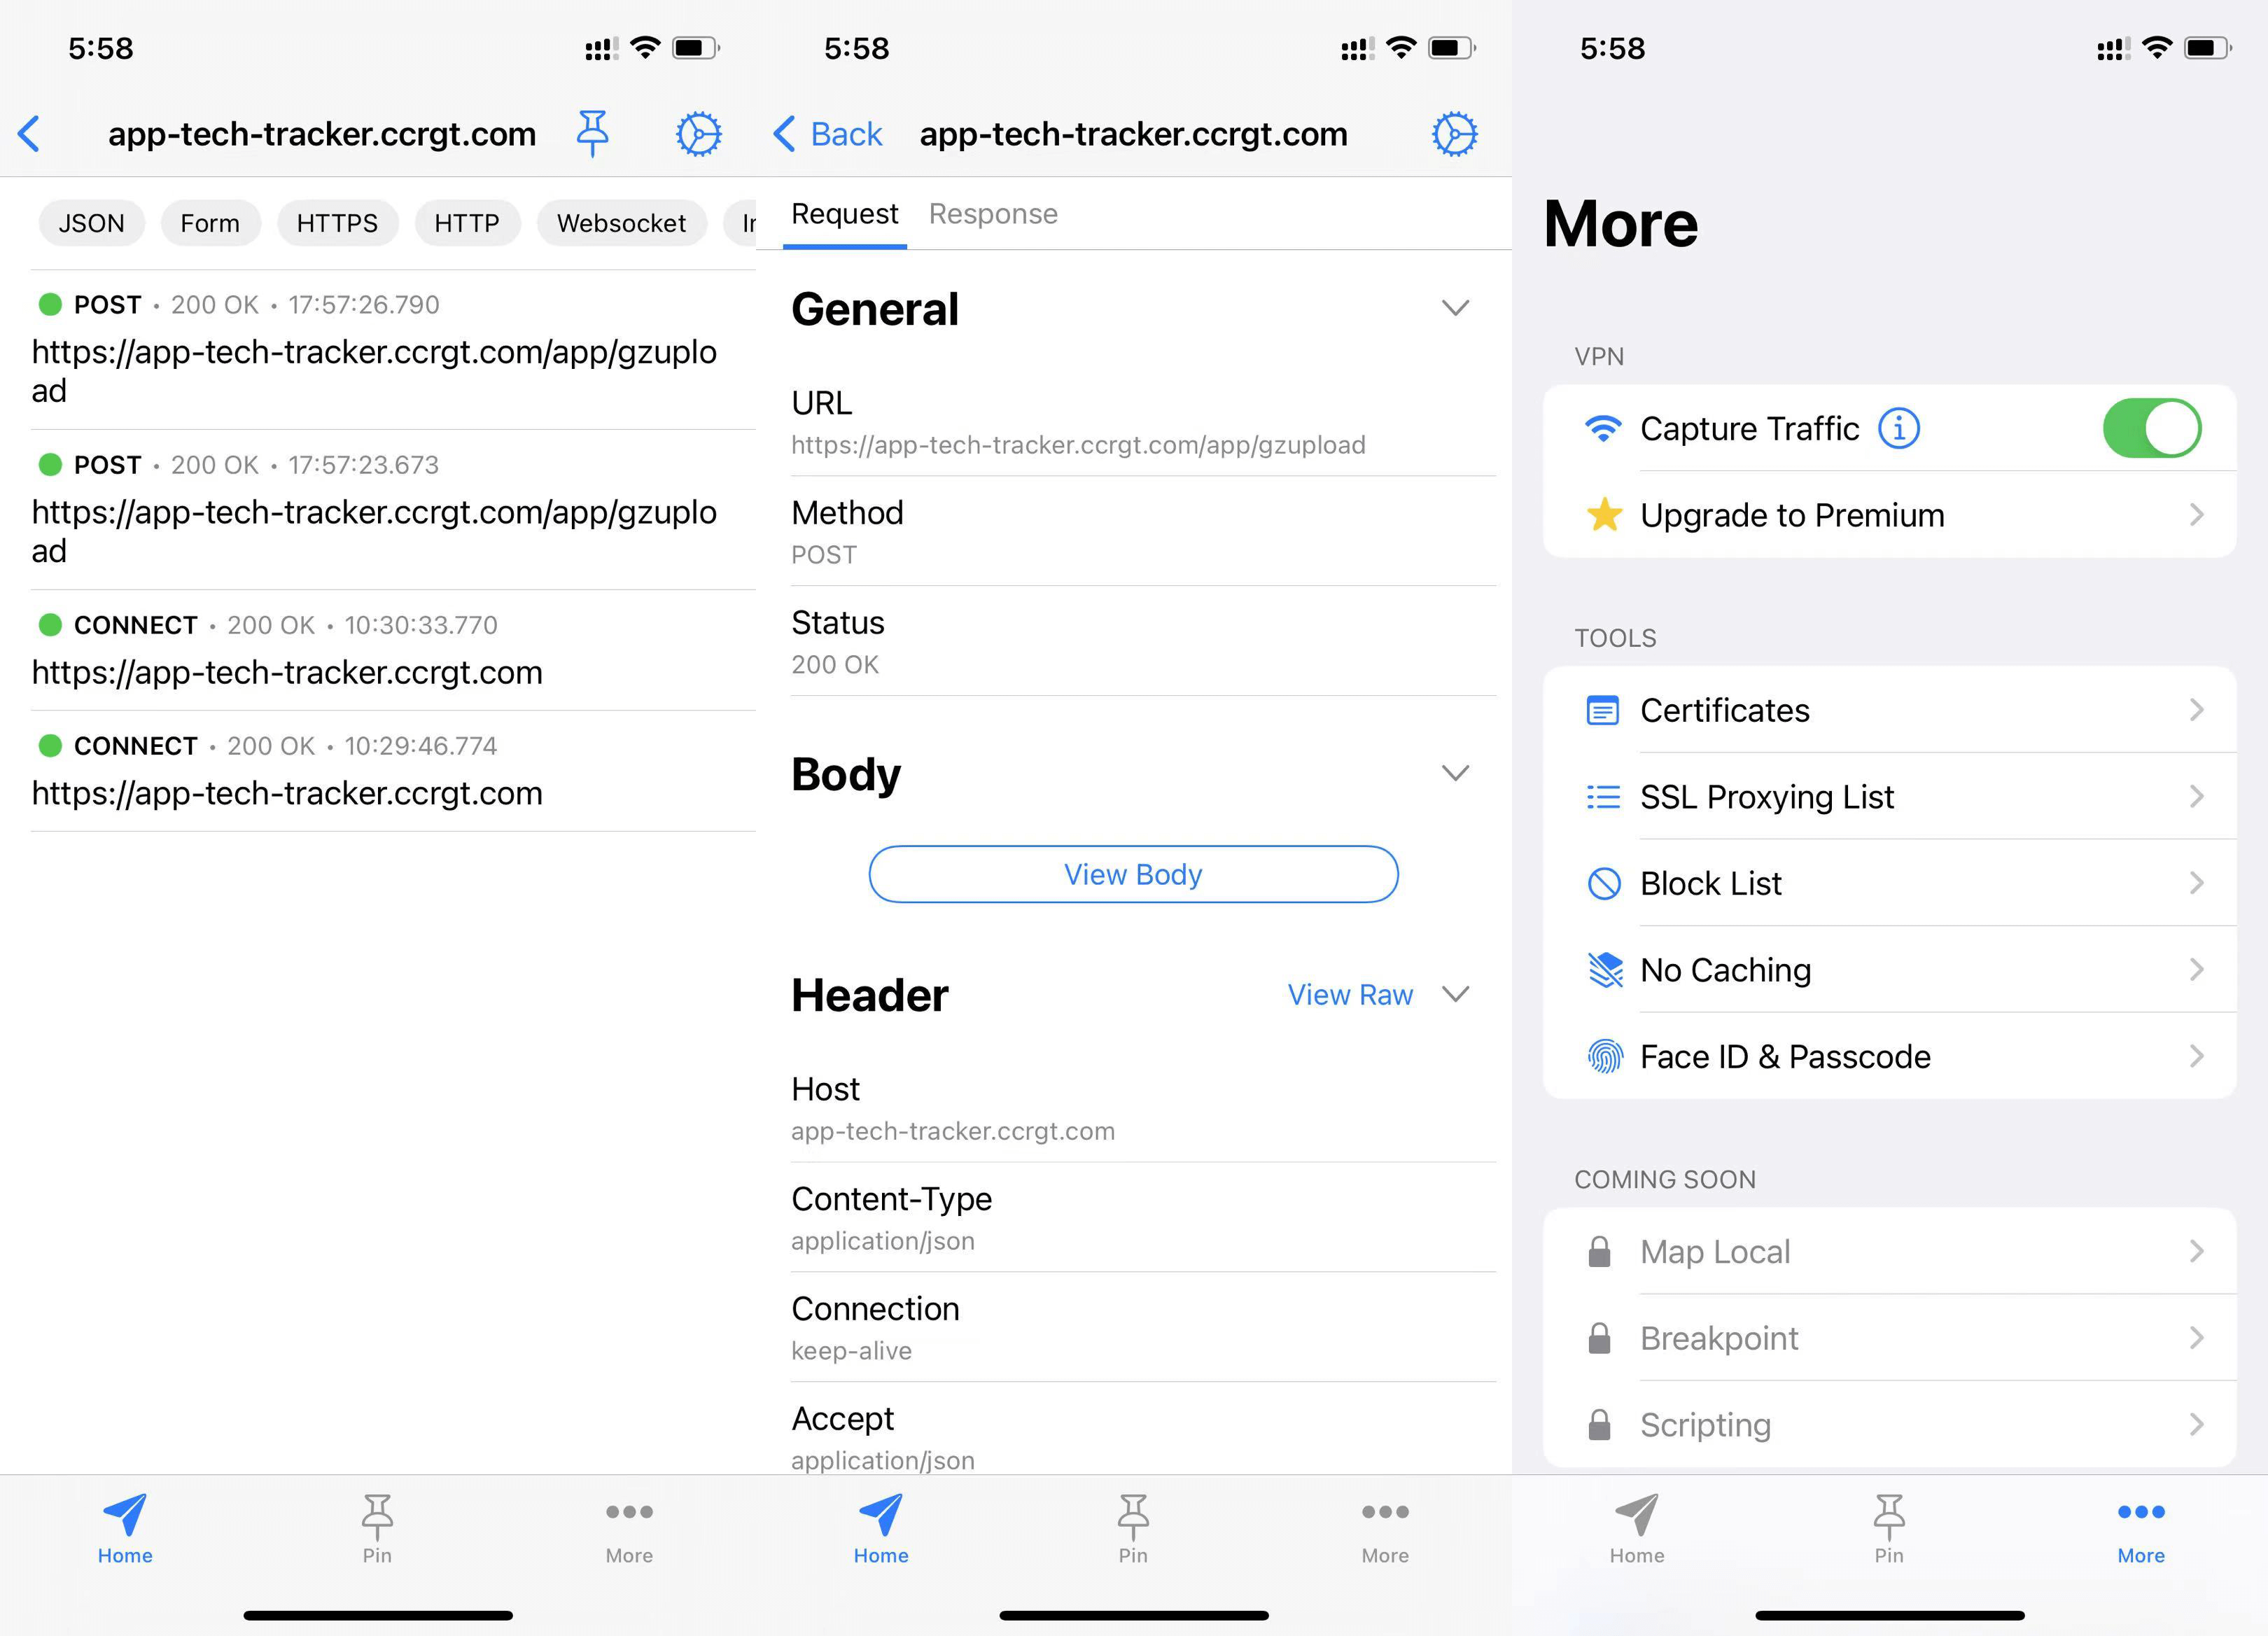 5:58
app-tech-tracker.ccrgt.com
JSON Form HTTPS HTTP Websocket
POST • 200 OK • 17:57:26.790
https://app-tech-tracker.ccrgt.com/app/gzuplo
ad
POST • 200 OK • 17:57:23.673
https://app-tech-tracker.ccrgt.com/app/gzuplo
ad
CONNECT • 200 OK • 10:30:33.770
https://app-tech-tracker.ccrgt.com
CONNECT • 200 OK • 10:29:46.774
https://app-tech-tracker.ccrgt.com
Home Pin More
5:58
Back app-tech-tracker.ccrgt.com
Request Response
General
URL
https://app-tech-tracker.ccrgt.com/app/gzupload
Method
POST
Status
200 OK
Body
View Body
Header View Raw
Host
app-tech-tracker.ccrgt.com
Content-Type
application/json
Connection
keep-alive
Accept
application/json
Home Pin More
5:58
More
VPN
Capture Traffic
Upgrade to Premium
TOOLS
Certificates
SSL Proxying List
Block List
No Caching
Face ID & Passcode
COMING SOON
Map Local
Breakpoint
Scripting
Home Pin More